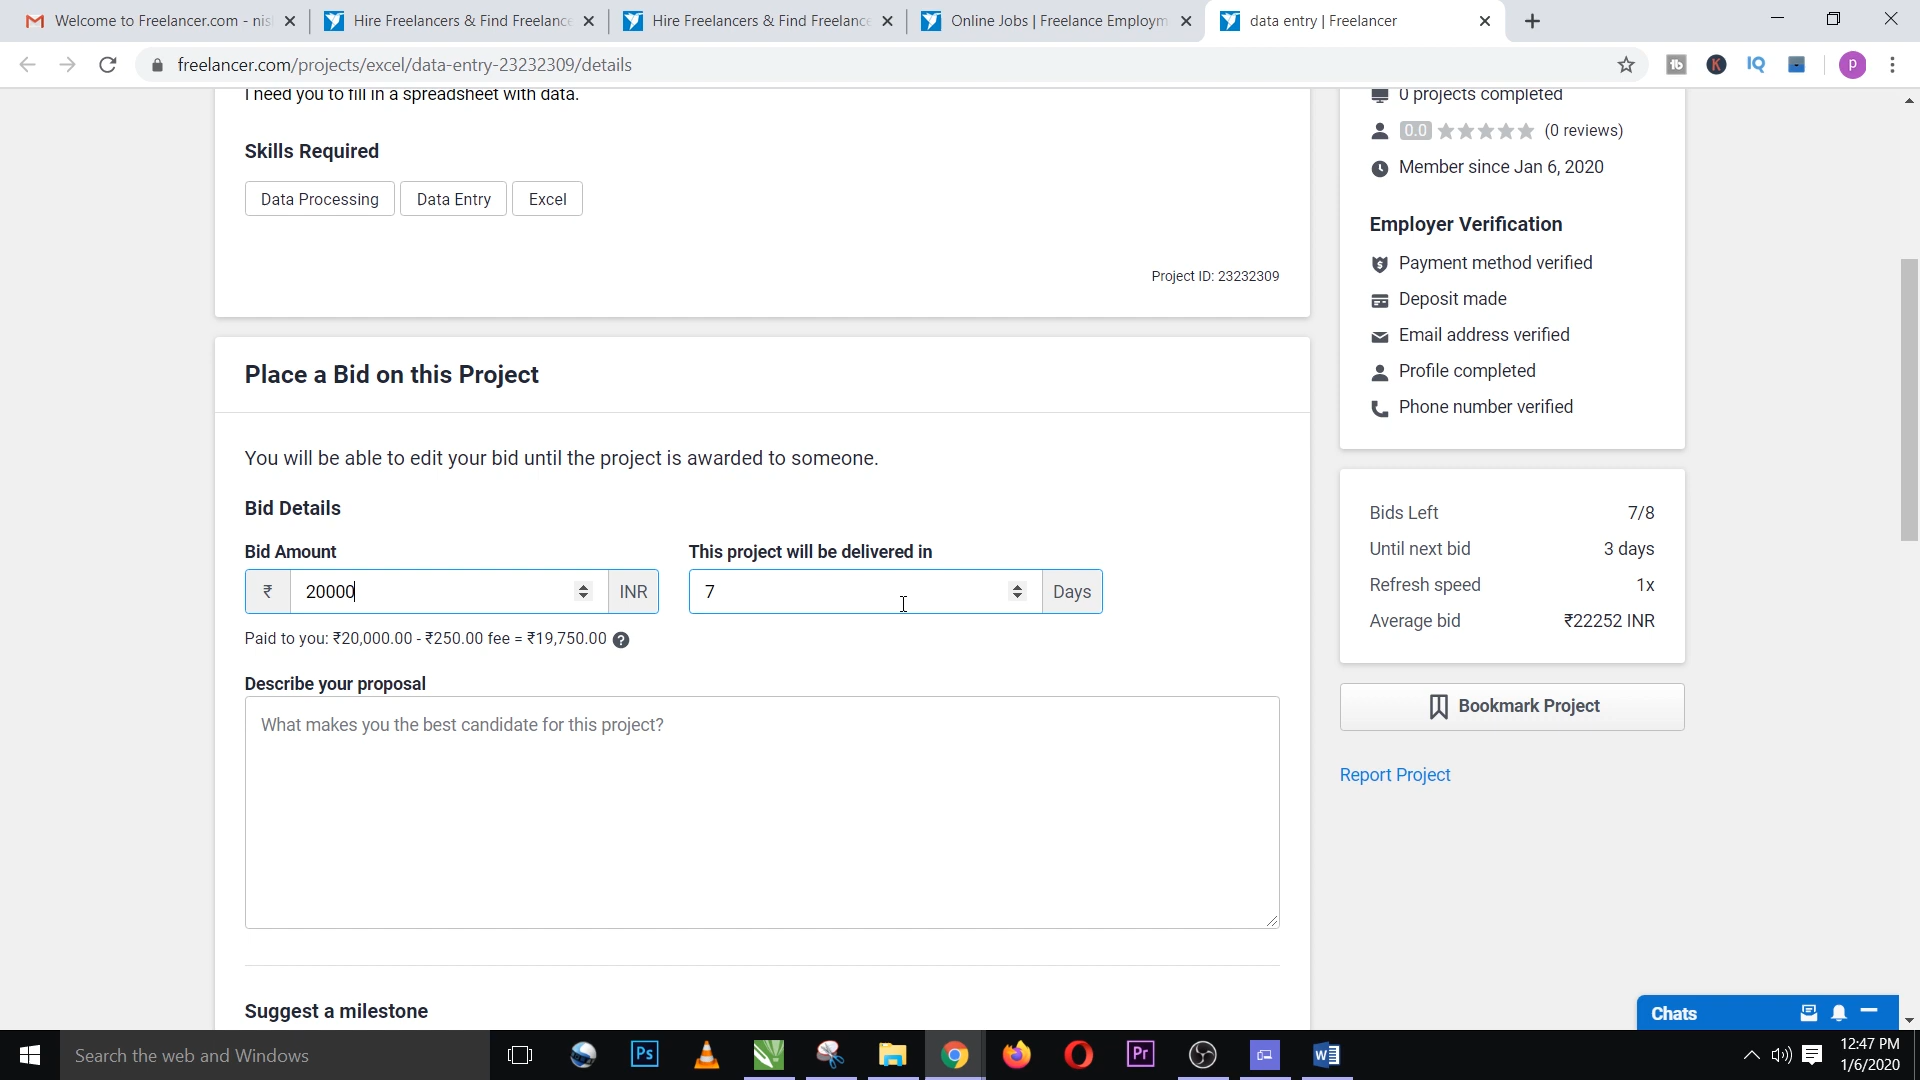 Welcome to Freelancer.com - nis
Hire Freelancers & Find Freelance
Hire Freelancers & Find Freelance
Online Jobs | Freelance Employm
data entry | Freelancer
freelancer.com/projects/excel/data-entry-23232309/details
tb
K
IQ
P
I need you to fill in a spreadsheet with data.
Skills Required
Data Processing
Data Entry
Excel
Project ID: 23232309
0 projects completed
0.0
(0 reviews)
Member since Jan 6, 2020
Employer Verification
Payment method verified
Deposit made
Email address verified
Profile completed
Phone number verified
Place a Bid on this Project
You will be able to edit your bid until the project is awarded to someone.
Bid Details
Bid Amount
₹ 20000 INR
This project will be delivered in
7 Days
Paid to you: ₹20,000.00 - ₹250.00 fee = ₹19,750.00
Describe your proposal
What makes you the best candidate for this project?
Suggest a milestone
Bids Left 7/8
Until next bid 3 days
Refresh speed 1x
Average bid ₹22252 INR
Bookmark Project
Report Project
Chats
Search the web and Windows
Ps
Pr
W
12:47 PM
1/6/2020